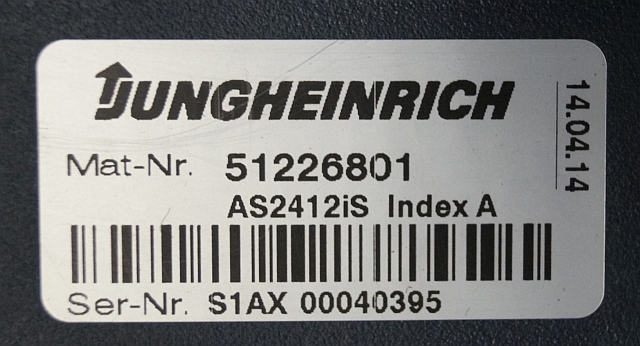 JUNGHEINRICH
Mat-Nr. 51226801
AS2412iS Index A
Ser-Nr. S1AX 00040395
14.04.14